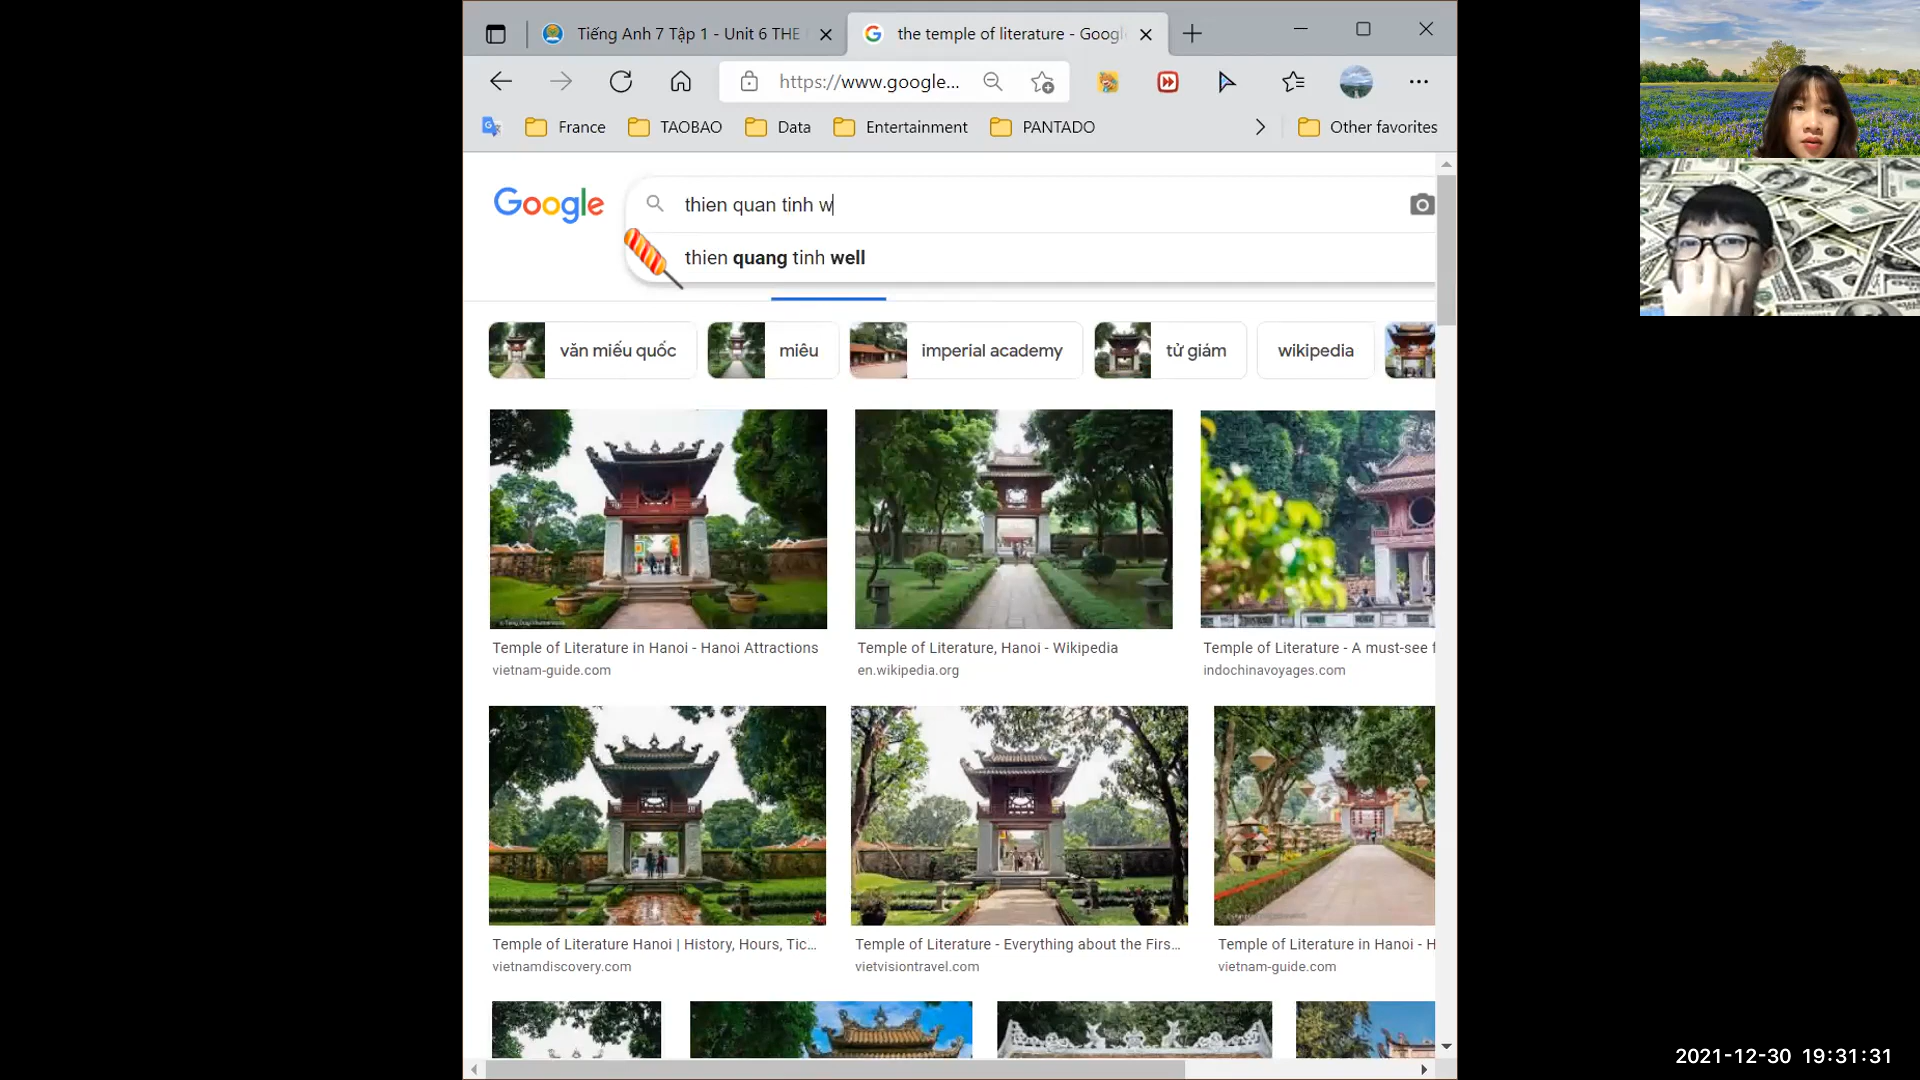 Tiếng Anh 7 Tập 1 - Unit 6 THE
the temple of literature - Googl
https://www.google...
France
TAOBAO
Data
Entertainment
PANTADO
Other favorites
Google
thien quan tinh w
thien quang tinh well
văn miếu quốc
miêu
imperial academy
tử giám
wikipedia
Temple of Literature in Hanoi - Hanoi Attractions
vietnam-guide.com
Temple of Literature, Hanoi - Wikipedia
en.wikipedia.org
Temple of Literature - A must-see f
indochinavoyages.com
Temple of Literature Hanoi | History, Hours, Tic...
vietnamdiscovery.com
Temple of Literature - Everything about the Firs...
vietvisiontravel.com
Temple of Literature in Hanoi - H
vietnam-guide.com
2021-12-30 19:31:31